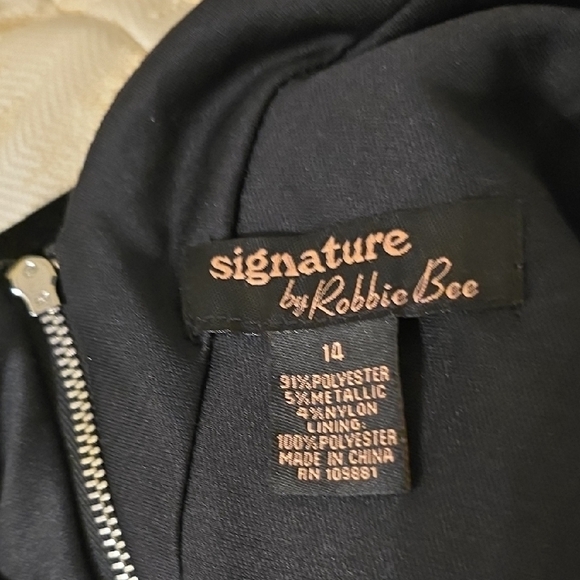 signature
by Robbie Bee
14
91%POLYESTER
5%METALLIC
4%NYLON
LINING:
100%POLYESTER
MADE IN CHINA
RN 109881